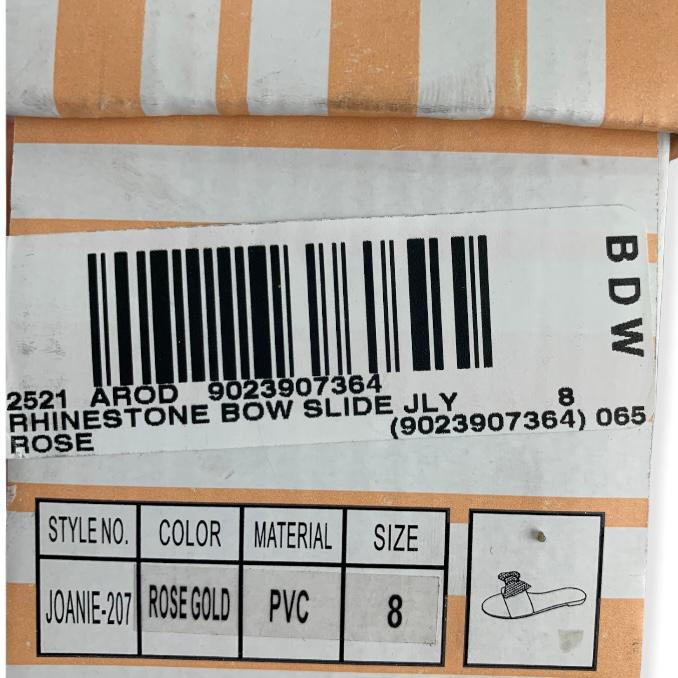 BDW
2521 AROD 9023907364
RHINESTONE BOW SLIDE JLY 8
ROSE (9023907364) 065
STYLE NO. COLOR MATERIAL SIZE
JOANIE-207 ROSE GOLD PVC 8